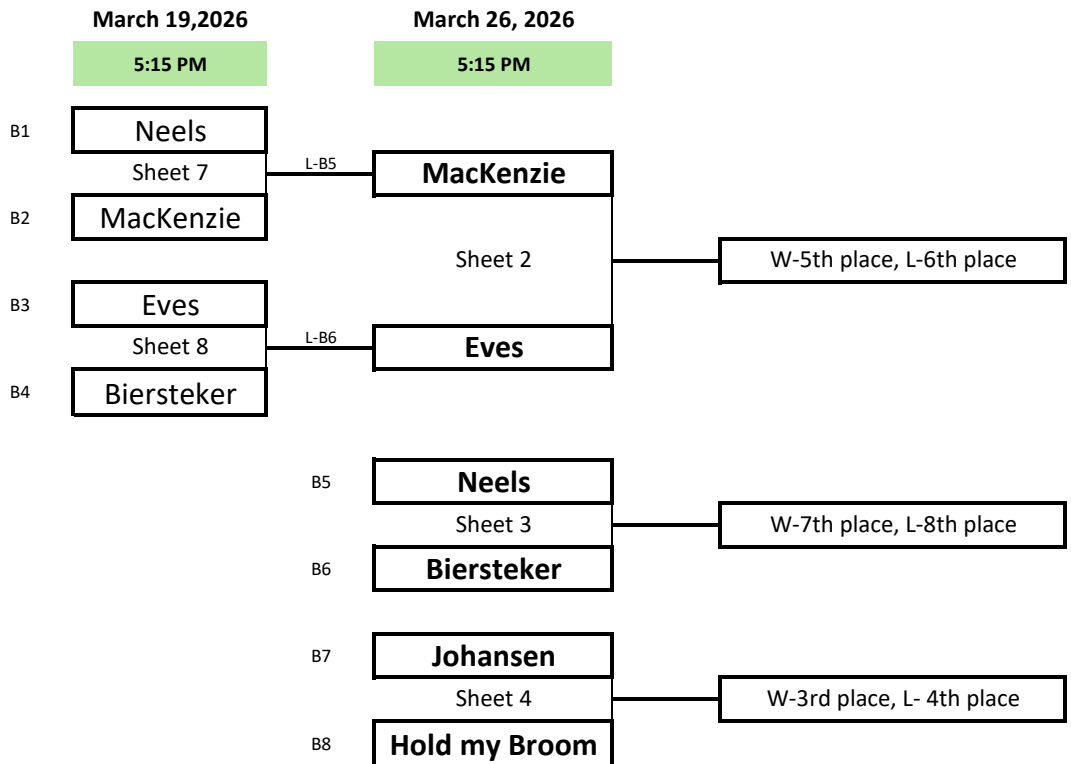 March 19,2026 March 26, 2026
5:15 PM 5:15 PM
B1 Neels
Sheet 7 L-B5 MacKenzie
B2 MacKenzie
Sheet 2 W-5th place, L-6th place
B3 Eves
Sheet 8 L-B6 Eves
B4 Biersteker
B5 Neels
Sheet 3 W-7th place, L-8th place
B6 Biersteker
B7 Johansen
Sheet 4 W-3rd place, L- 4th place
B8 Hold my Broom